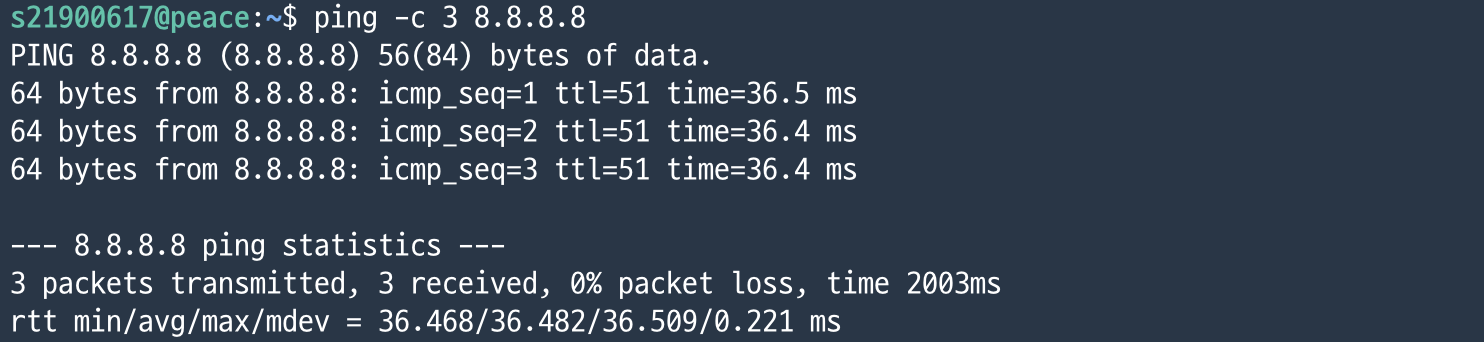 s21900617@peace:~$ ping -c 3 8.8.8.8
PING 8.8.8.8 (8.8.8.8) 56(84) bytes of data.
64 bytes from 8.8.8.8: icmp_seq=1 ttl=51 time=36.5 ms
64 bytes from 8.8.8.8: icmp_seq=2 ttl=51 time=36.4 ms
64 bytes from 8.8.8.8: icmp_seq=3 ttl=51 time=36.4 ms
--- 8.8.8.8 ping statistics ---
3 packets transmitted, 3 received, 0% packet loss, time 2003ms
rtt min/avg/max/mdev = 36.468/36.482/36.509/0.221 ms